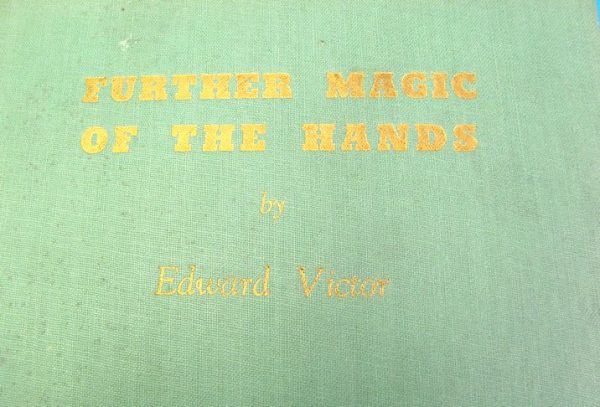 FURTHER MAGIC
OF THE HANDS
by
Edward Victor